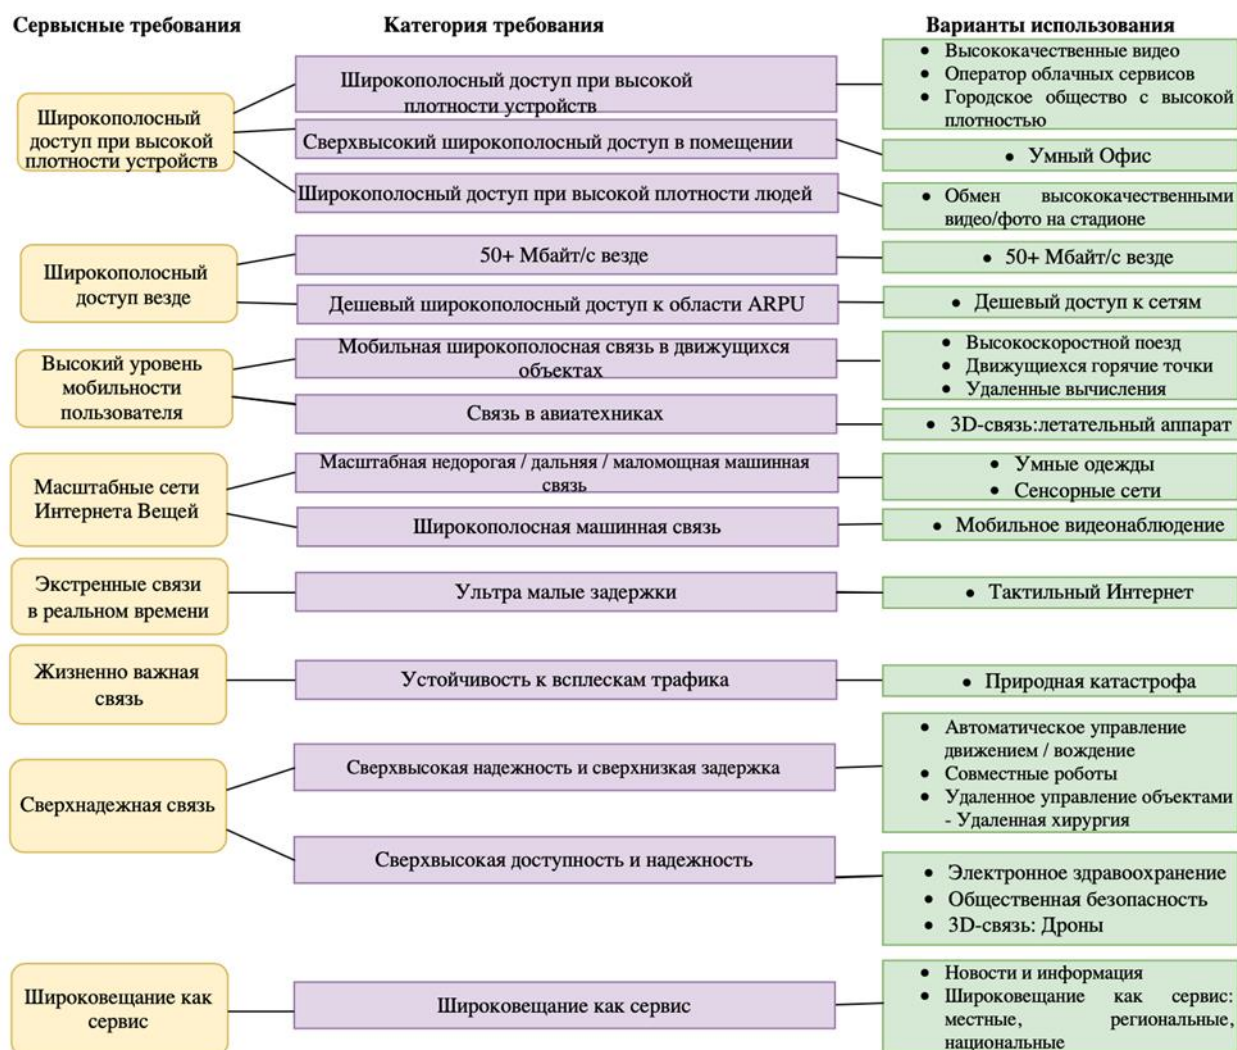 Сервысные требования
Категория требования
Варианты использования
Широкополосный
доступ при высокой
плотности устройств
Широкополосный доступ при высокой
плотности устройств
• Высококачественные видео
• Оператор облачных сервисов
• Городское общество с высокой
плотностью
Сверхвысокий широкополосный доступ в помещении
• Умный Офис
Широкополосный доступ при высокой плотности людей
• Обмен высококачественными
видео/фото на стадионе
Широкополосный
доступ везде
50+ Мбайт/с везде
• 50+ Мбайт/с везде
Дешевый широкополосный доступ к области ARPU
• Дешевый доступ к сетям
Высокий уровень
мобильности
пользователя
Мобильная широкополосная связь в движущихся
объектах
• Высокоскоростной поезд
• Движущиехся горячие точки
• Удаленные вычисления
Связь в авиатехниках
• 3D-связь:летательный аппарат
Масштабные сети
Интернета Вещей
Масштабная недорогая / дальняя / маломощная машинная
связь
• Умные одежды
• Сенсорные сети
Широкополосная машинная связь
• Мобильное видеонаблюдение
Экстренные связи
в реальном времени
Ультра малые задержки
• Тактильный Интернет
Жизненно важная
связь
Устойчивость к всплескам трафика
• Природная катастрофа
Сверхнадежная связь
Сверхвысокая надежность и сверхнизкая задержка
• Автоматическое управление
движением / вождение
• Совместные роботы
• Удаленное управление объектами
- Удаленная хирургия
Сверхвысокая доступность и надежность
• Электронное здравоохранение
• Общественная безопасность
• 3D-связь: Дроны
Широковещание как
сервис
Широковещание как сервис
• Новости и информация
• Широковещание как сервис:
местные, региональные,
национальные